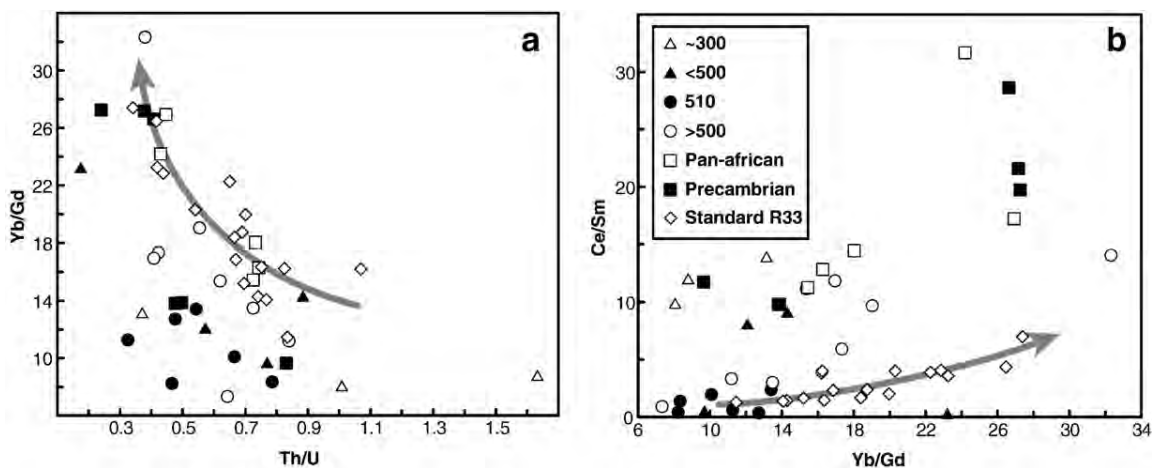 a
30
26
22
18
14
10
Yb/Gd
0.3 0.5 0.7 0.9 1.1 1.3 1.5
Th/U
b
~300
<500
510
>500
Pan-african
Precambrian
Standard R33
30
20
10
0
Ce/Sm
6 10 14 18 22 26 30 34
Yb/Gd